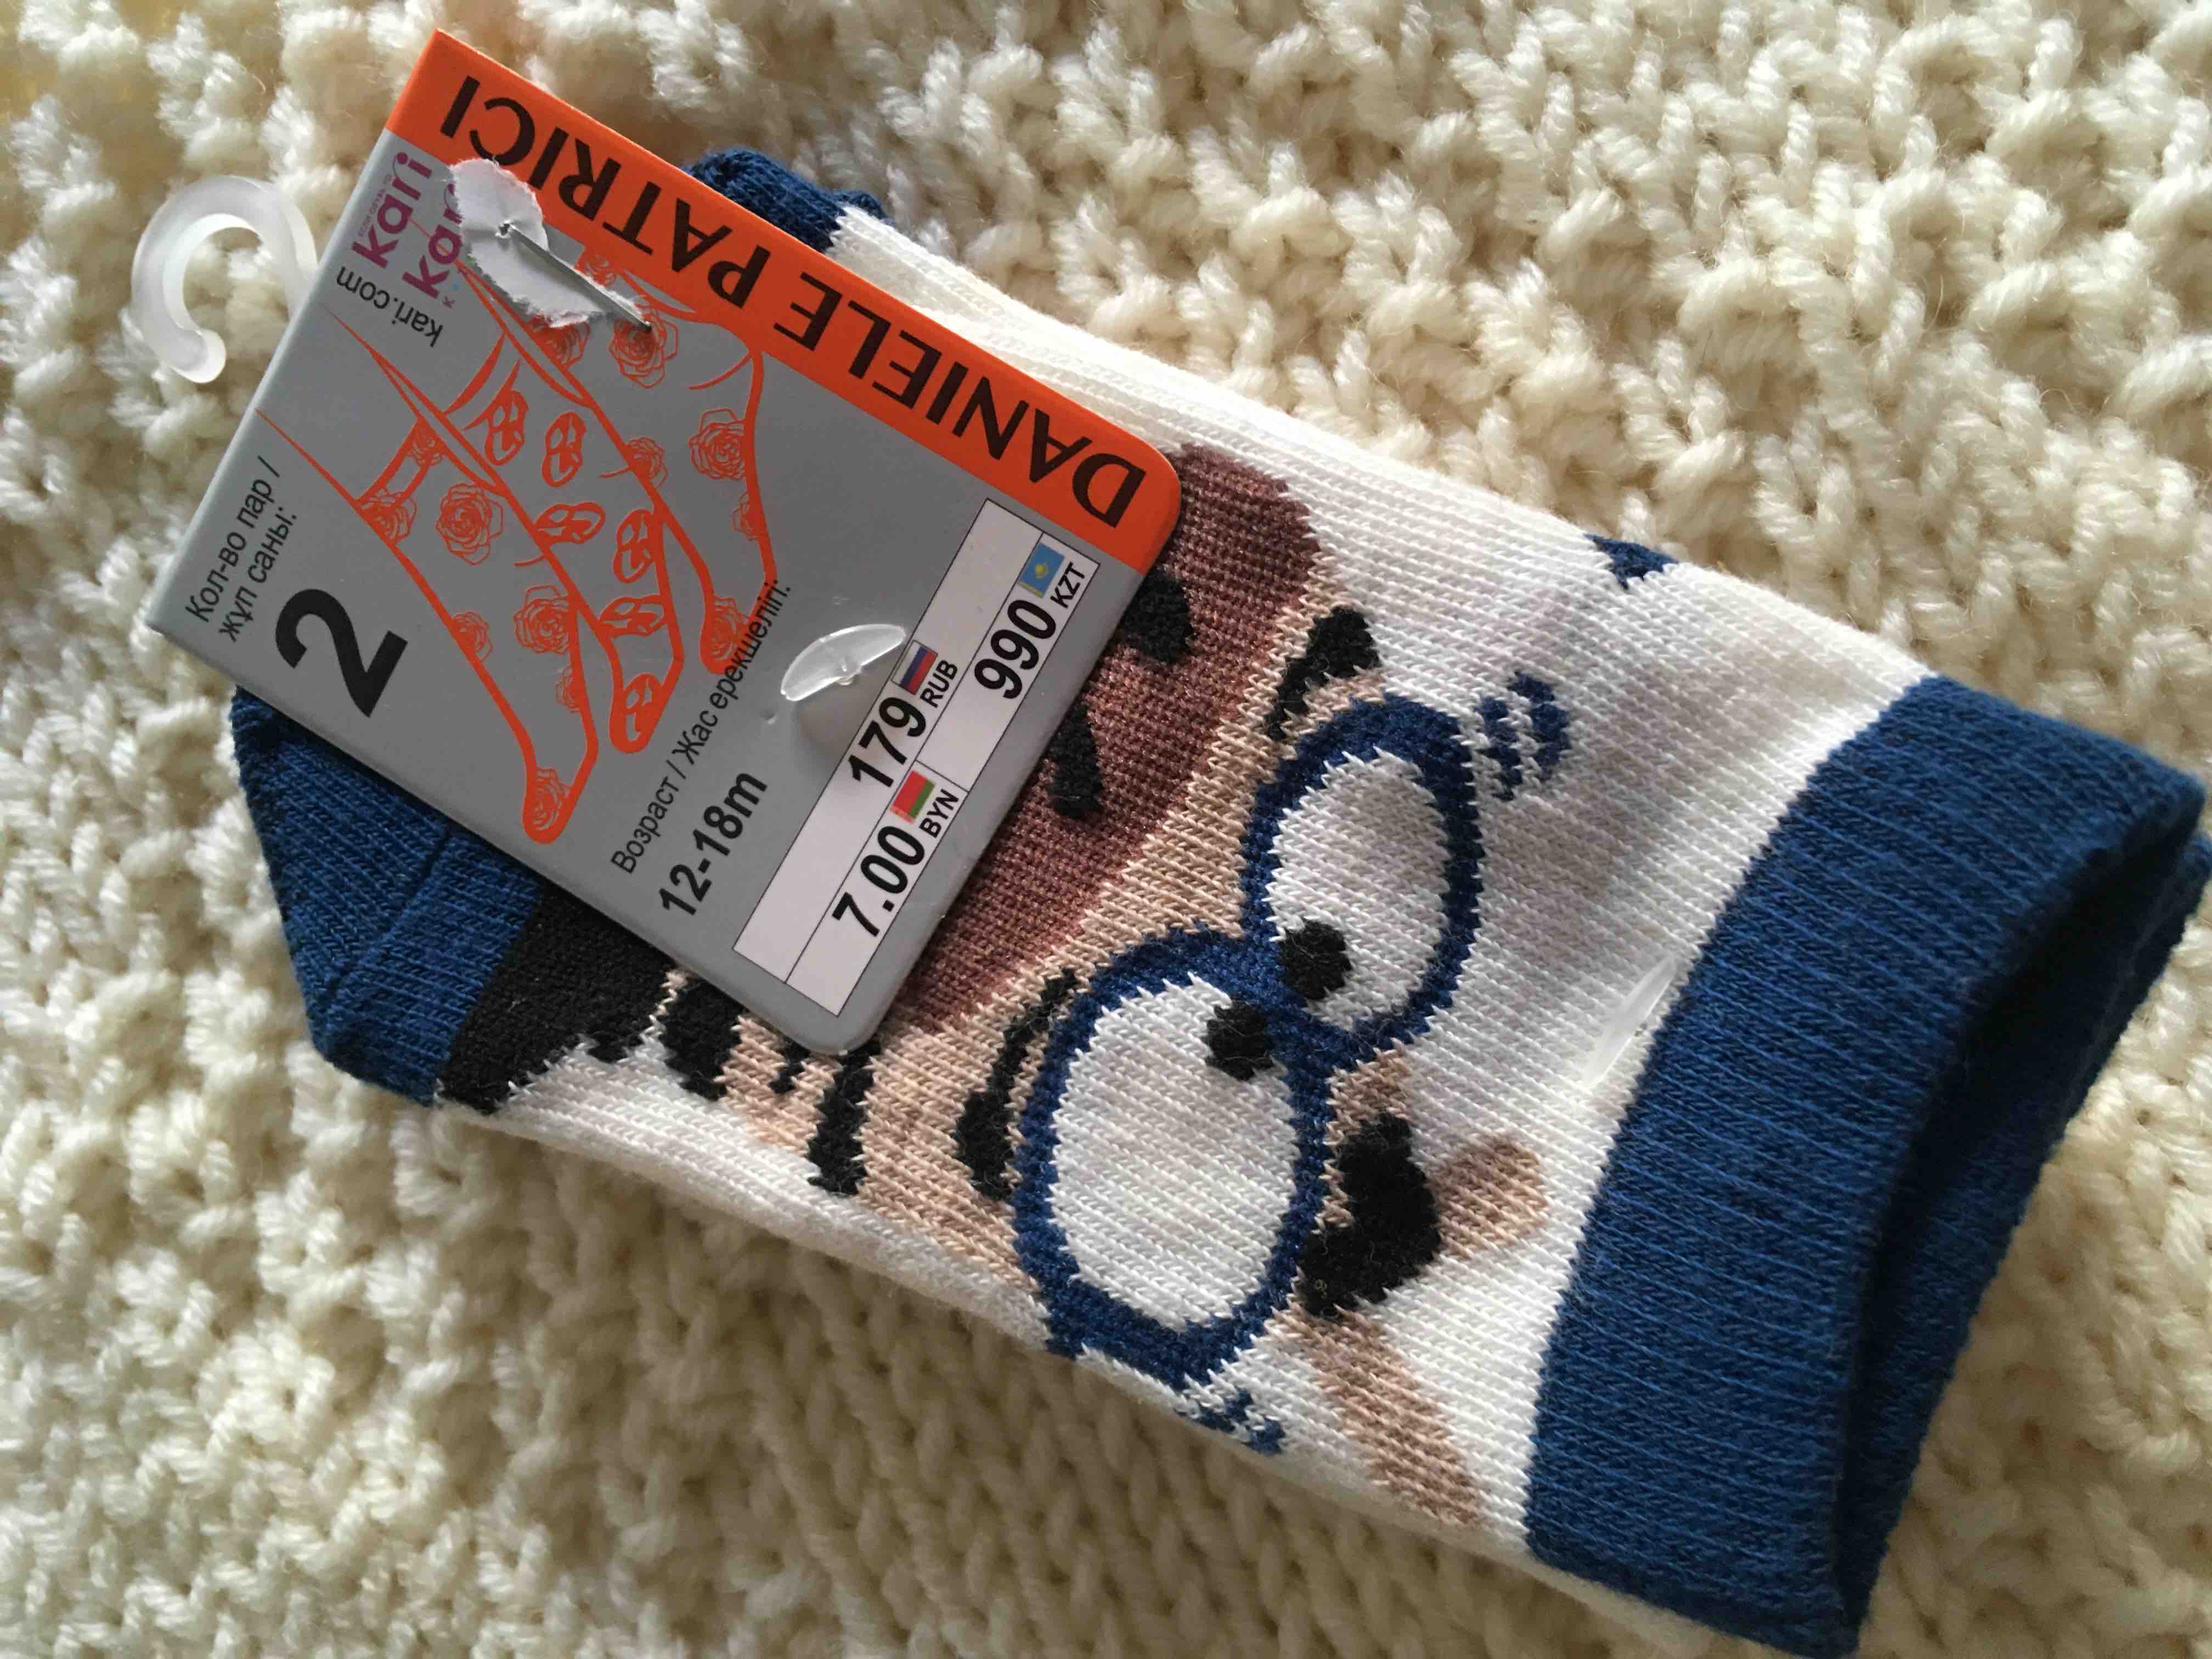 DANIELE PATRICI
kari
kari.com
Кол-во пар /
жұп саны:
2
Возраст / Жас ерекшелігі:
12-18m
179 RUB
7.00 BYN
990 KZT